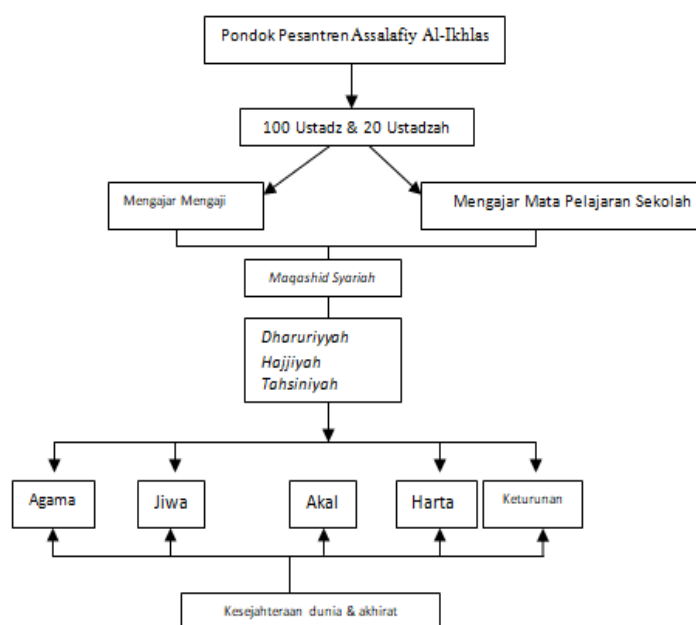 Pondok Pesantren Assalafiy Al-Ikhlas
100 Ustadz & 20 Ustadzah
Mengajar Mengaji
Mengajar Mata Pelajaran Sekolah
Maqashid Syariah
Dharuriyyah
Hajjiyah
Tahsiniyah
Agama
Jiwa
Akal
Harta
Keturunan
Kesejahteraan dunia & akhirat